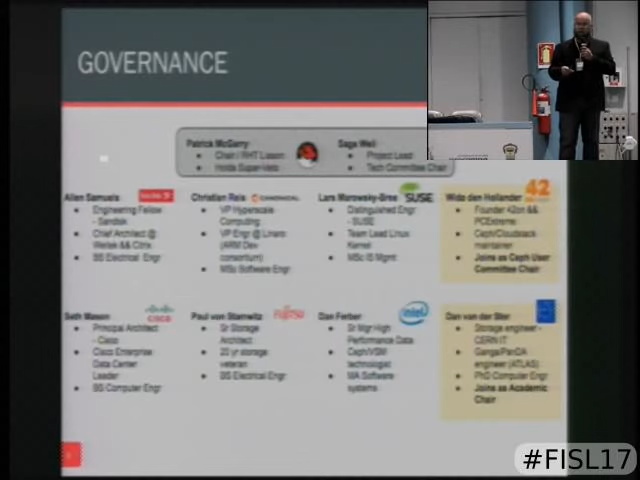 GOVERNANCE
Patrick McGarry
Chair / RHT Liason
Holds Super-Veto
Sage Weil
Project Lead
Tech Committee Chair
Allen Samuels
Engineering Fellow
- Sandisk
Chief Architect @
Weitek && Citrix
BS Electrical Engr
Christian Reis
CANONICAL
VP Hyperscale
Computing
VP Engr @ Linaro
(ARM Dev
consortium)
MSc Software Engr
Lars Marowsky-Bree
SUSE
Distinguished Engr
- SUSE
Team Lead Linux
Kernel
MSc IS Mgmt
Wido den Hollander
42
Founder 42on &&
PCExtreme
Ceph/Cloudstack
maintainer
Joins as Ceph User
Committee Chair
Seth Mason
CISCO
Principal Architect
- Cisco
Cisco Enterprise
Data Center
Leader
BS Computer Engr
Paul von Stamwitz
FUJITSU
Sr Storage
Architect
20 yr storage
veteran
BS Electrical Engr
Dan Ferber
intel
Sr Mgr High
Performance Data
Ceph/VSM
technologist
MA Software
systems
Dan van der Ster
Storage engineer -
CERN IT
Ganga/PanDA
engineer (ATLAS)
PhD Computer Engr
Joins as Academic
Chair
#FISL17